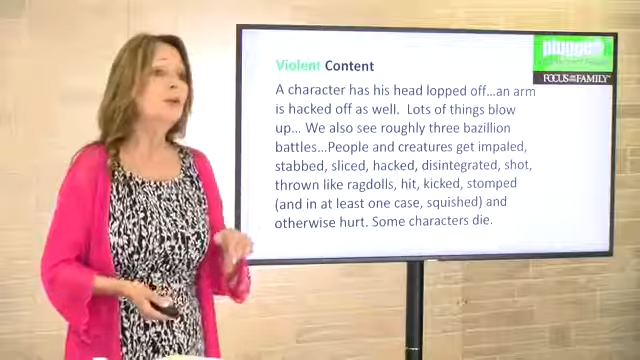 plugged
FOCUS ON THE FAMILY
Violent Content
A character has his head lopped off…an arm
is hacked off as well.  Lots of things blow
up… We also see roughly three bazillion
battles…People and creatures get impaled,
stabbed, sliced, hacked, disintegrated, shot,
thrown like ragdolls, hit, kicked, stomped
(and in at least one case, squished) and
otherwise hurt. Some characters die.